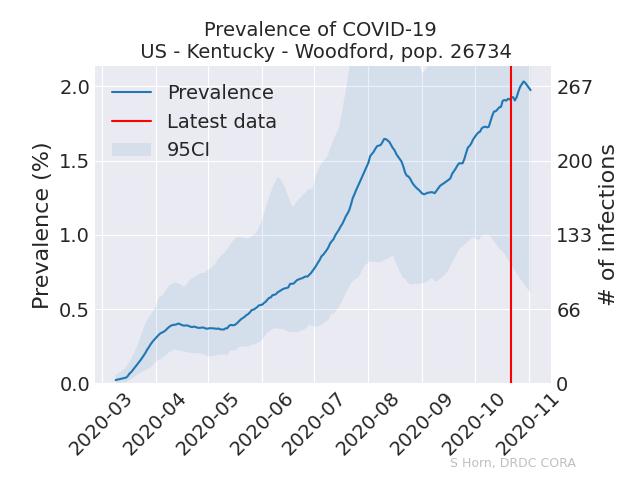 Prevalence of COVID-19
US - Kentucky - Woodford, pop. 26734
Prevalence
Latest data
95CI
Prevalence (%)
2.0
1.5
1.0
0.5
0.0
267
200
133
66
0
# of infections
2020-03
2020-04
2020-05
2020-06
2020-07
2020-08
2020-09
2020-10
2020-11
S Horn, DRDC CORA